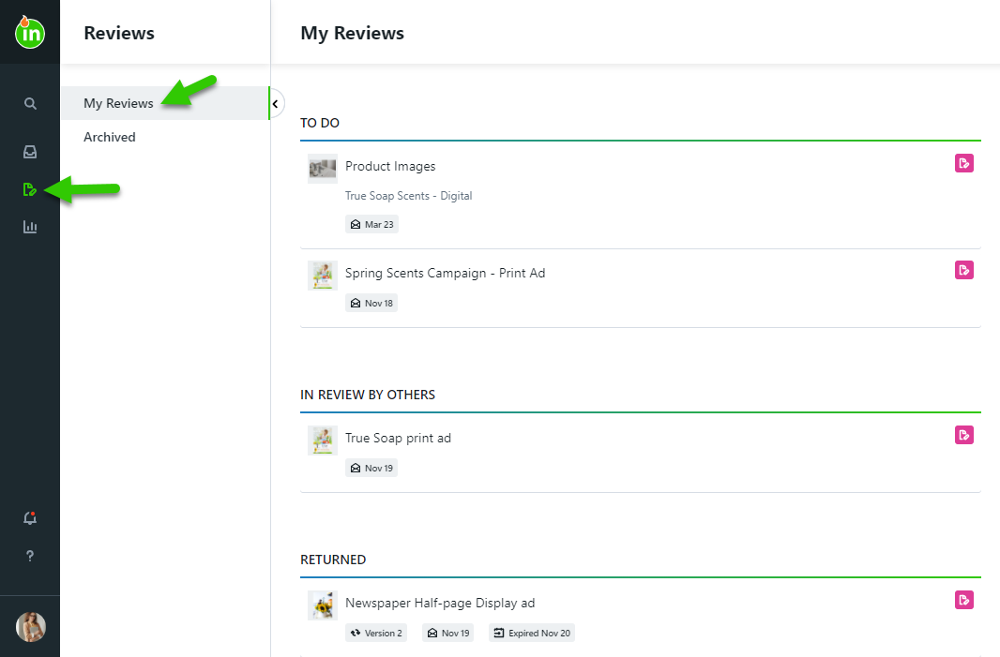 in
Reviews
My Reviews
My Reviews
Archived
TO DO
Product Images
True Soap Scents - Digital
Mar 23
Spring Scents Campaign - Print Ad
Nov 18
IN REVIEW BY OTHERS
True Soap print ad
Nov 19
RETURNED
Newspaper Half-page Display ad
Version 2 Nov 19 Expired Nov 20
?